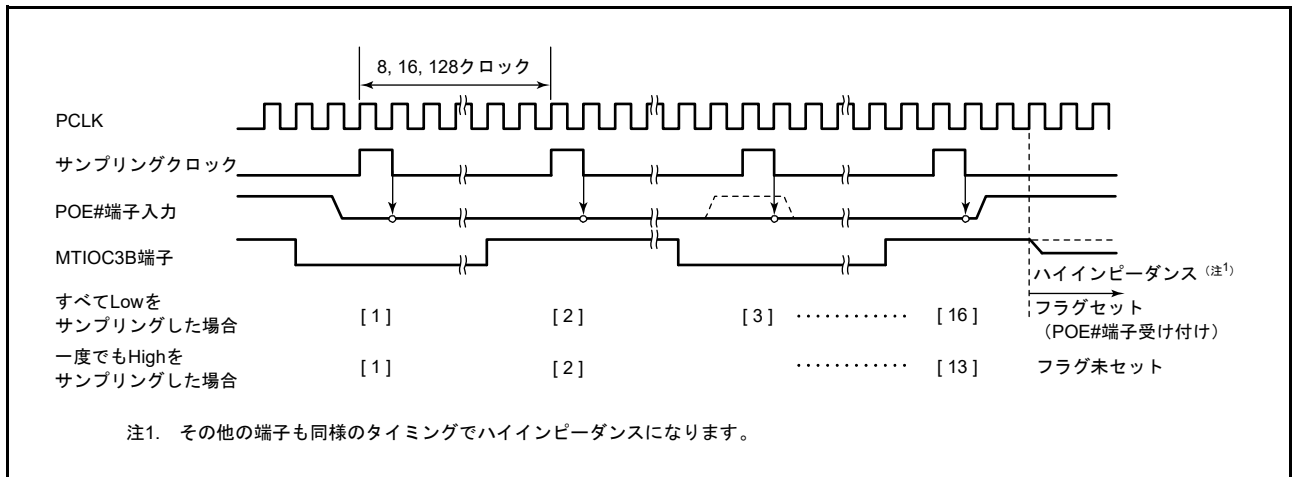 8, 16, 128クロック
PCLK
サンプリングクロック
POE#端子入力
MTIOC3B端子
ハイインピーダンス（注1）
すべてLowを
サンプリングした場合
[ 1 ] [ 2 ] [ 3 ] ············ [ 16 ]
フラグセット
（POE#端子受け付け）
一度でもHighを
サンプリングした場合
[ 1 ] [ 2 ] ············ [ 13 ] フラグ未セット
注1. その他の端子も同様のタイミングでハイインピーダンスになります。